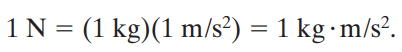 1 N = (1 kg)(1 m/s²) = 1 kg·m/s².